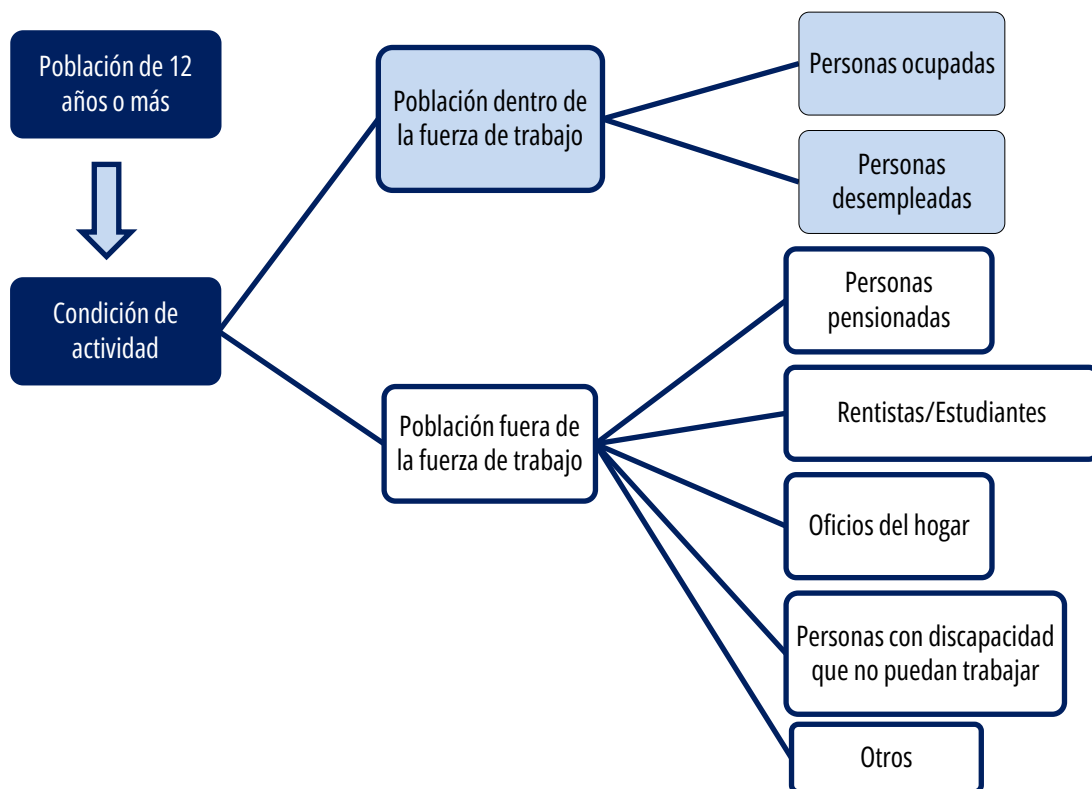 Población de 12
años o más
Condición de
actividad
Población dentro de
la fuerza de trabajo
Personas ocupadas
Personas
desempleadas
Población fuera de
la fuerza de trabajo
Personas
pensionadas
Rentistas/Estudiantes
Oficios del hogar
Personas con discapacidad
que no puedan trabajar
Otros